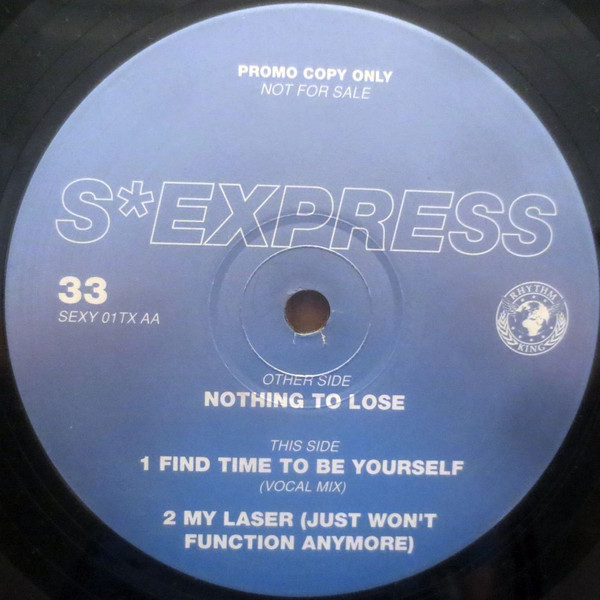 PROMO COPY ONLY
NOT FOR SALE
S*EXPRESS
33
SEXY 01TX AA
RHYTHM
KING
OTHER SIDE
NOTHING TO LOSE
THIS SIDE
1 FIND TIME TO BE YOURSELF
(VOCAL MIX)
2 MY LASER (JUST WON'T
FUNCTION ANYMORE)